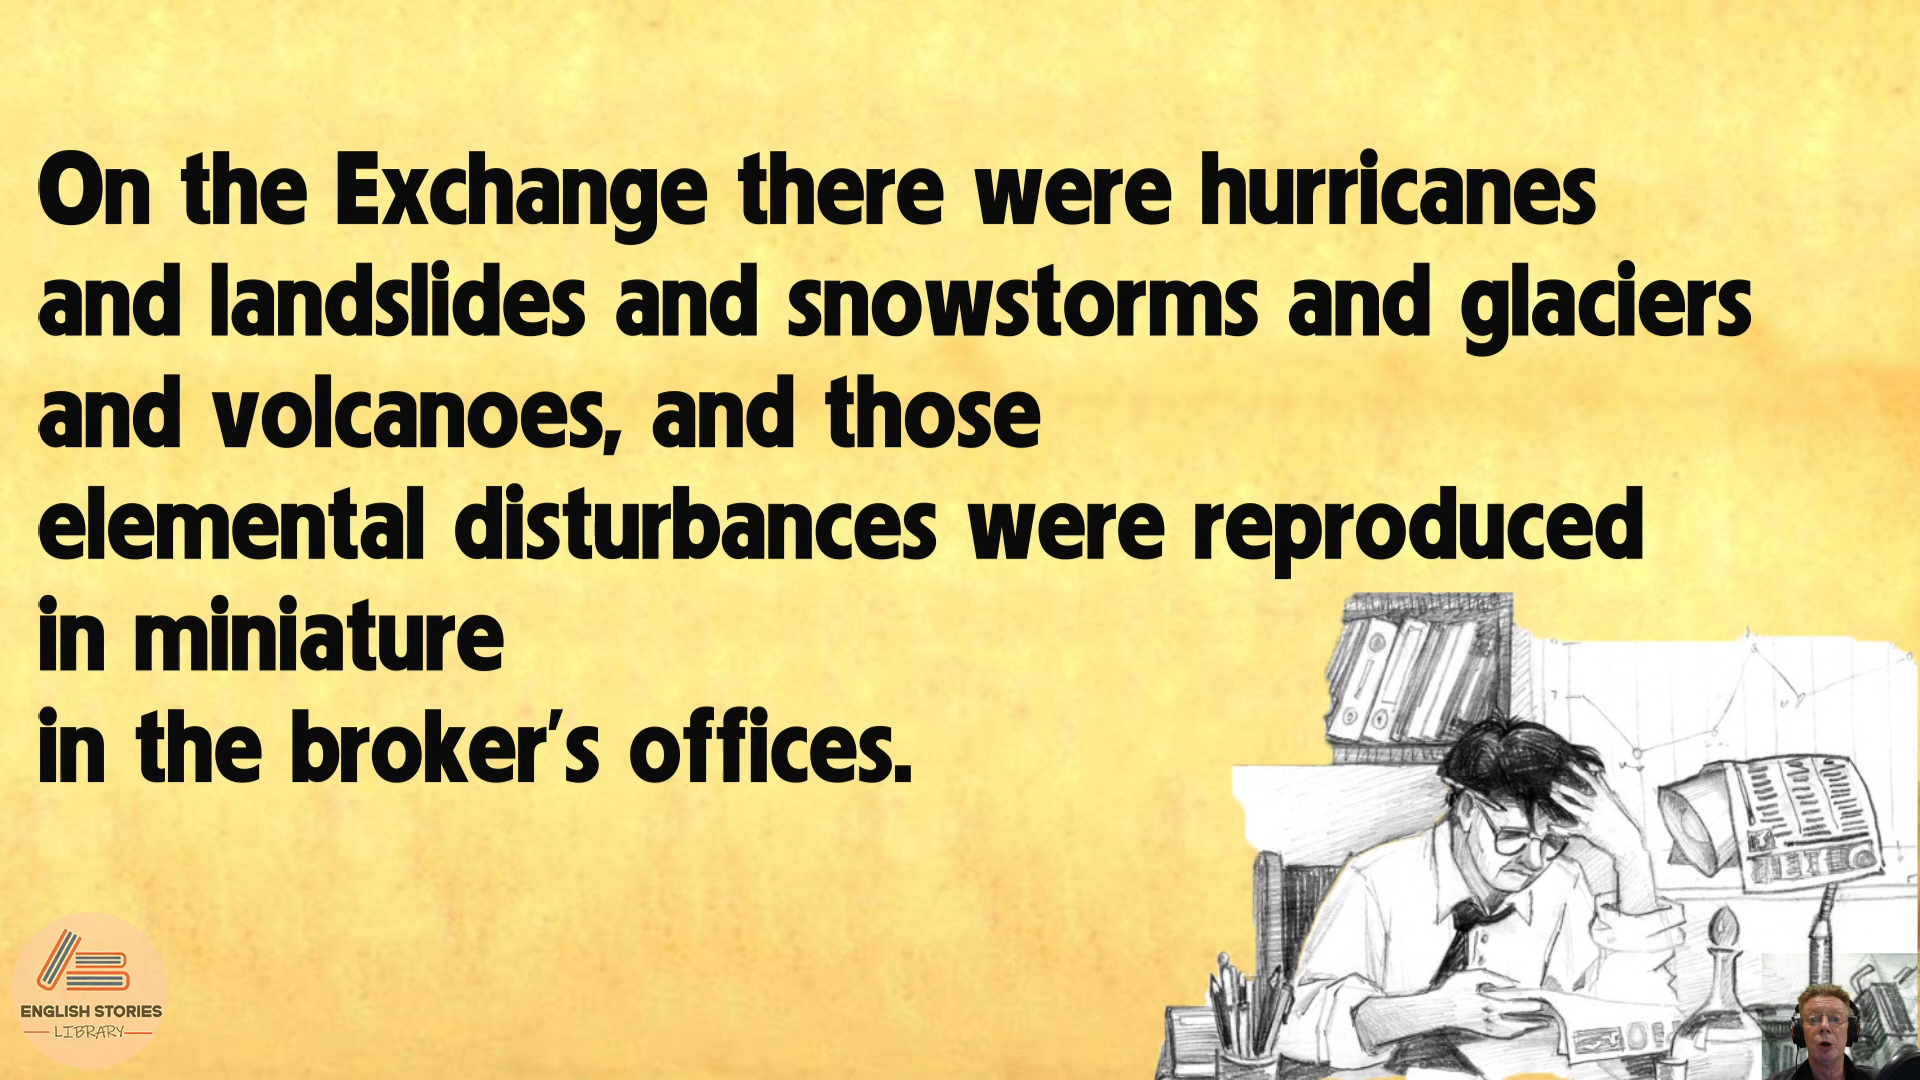 On the Exchange there were hurricanes
and landslides and snowstorms and glaciers
and volcanoes, and those
elemental disturbances were reproduced
in miniature
in the broker’s offices.
ENGLISH STORIES
LIBRARY